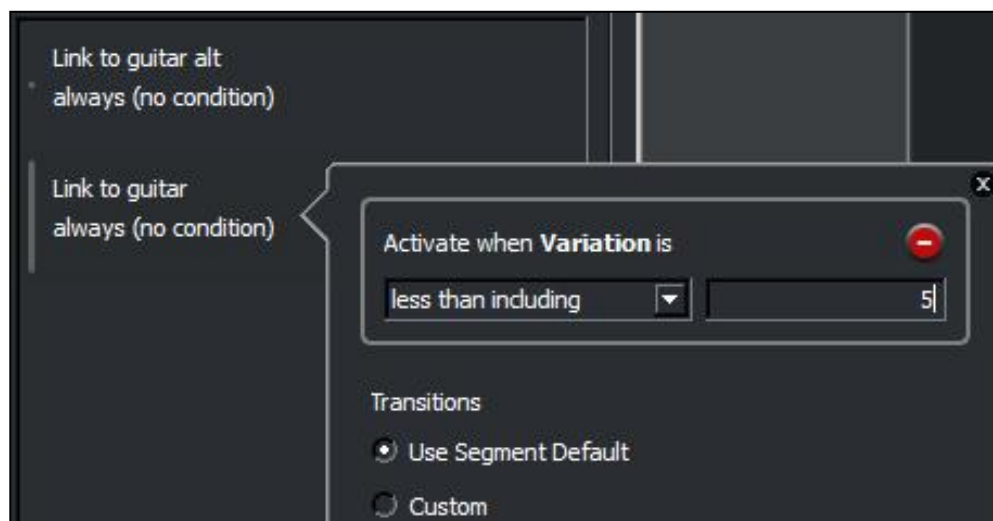 Link to guitar alt
always (no condition)
Link to guitar
always (no condition)
x
Activate when Variation is
less than including
5
Transitions
Use Segment Default
Custom